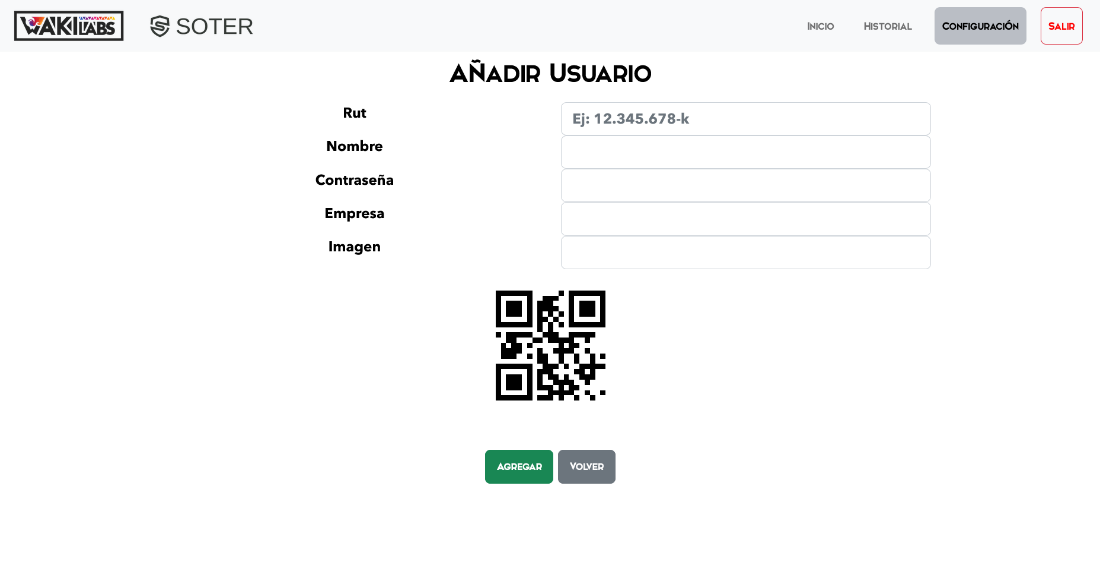 WAKI LABS SOTER Inicio Historial Configuración Salir
Añadir Usuario
Rut Ej: 12.345.678-k
Nombre
Contraseña
Empresa
Imagen
Agregar Volver